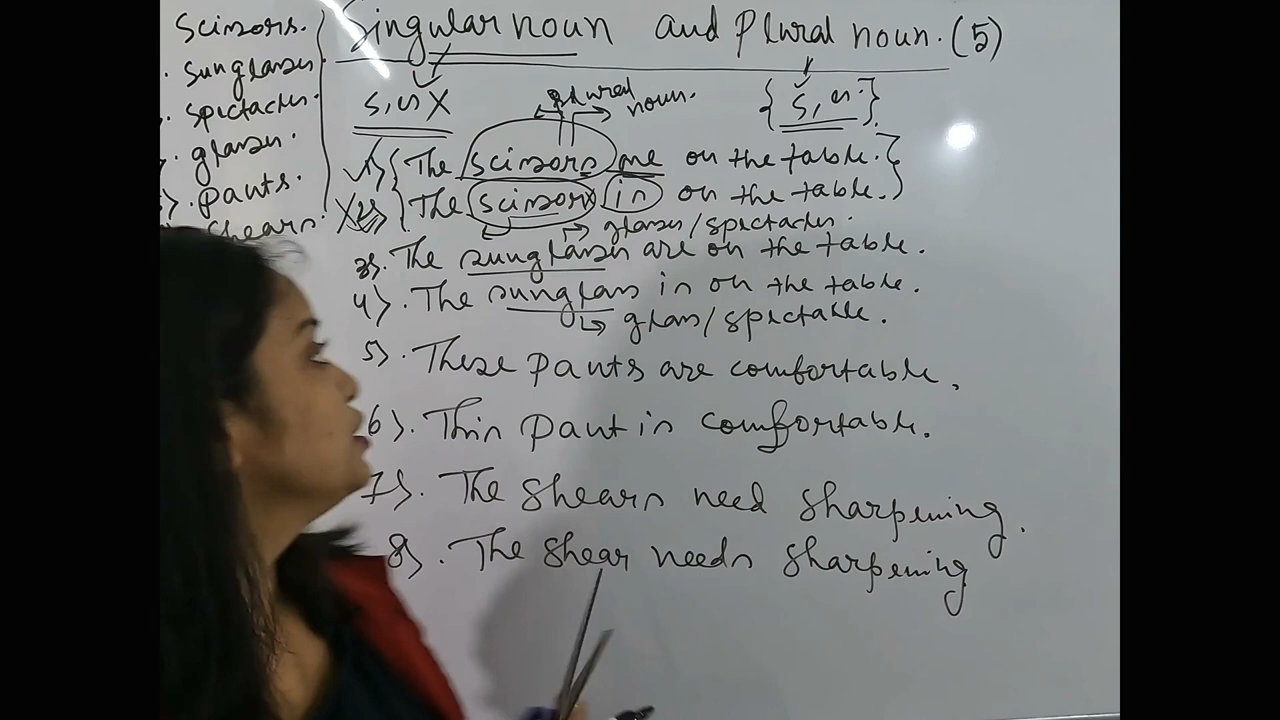 Scissors.
sunglasses
spectacles.
glasses.
pants.
shears
Singular noun and Plural noun. (5)
s, es X
plural noun.
{s, es.}
1) {The scissors are on the table.}
2) {The scissor is on the table.}
→ glasses/spectacles.
3). The sunglasses are on the table.
4). The sunglass is on the table.
→ glass/spectacle.
5). These pants are comfortable.
6). This pant is comfortable.
7). The shears need sharpening.
8). The shear needs sharpening